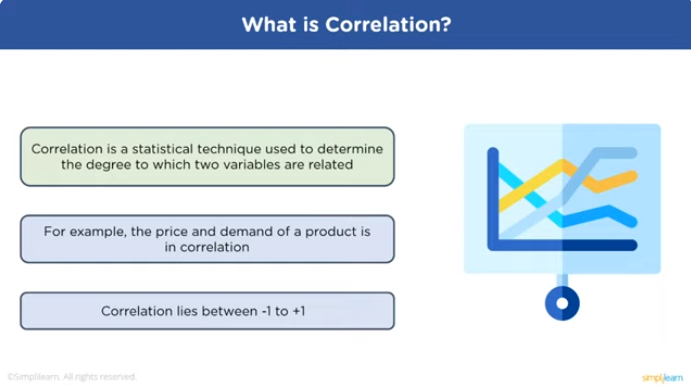 What is Correlation?
Correlation is a statistical technique used to determine
the degree to which two variables are related
For example, the price and demand of a product is
in correlation
Correlation lies between -1 to +1
©Simplilearn. All rights reserved.
simplilearn